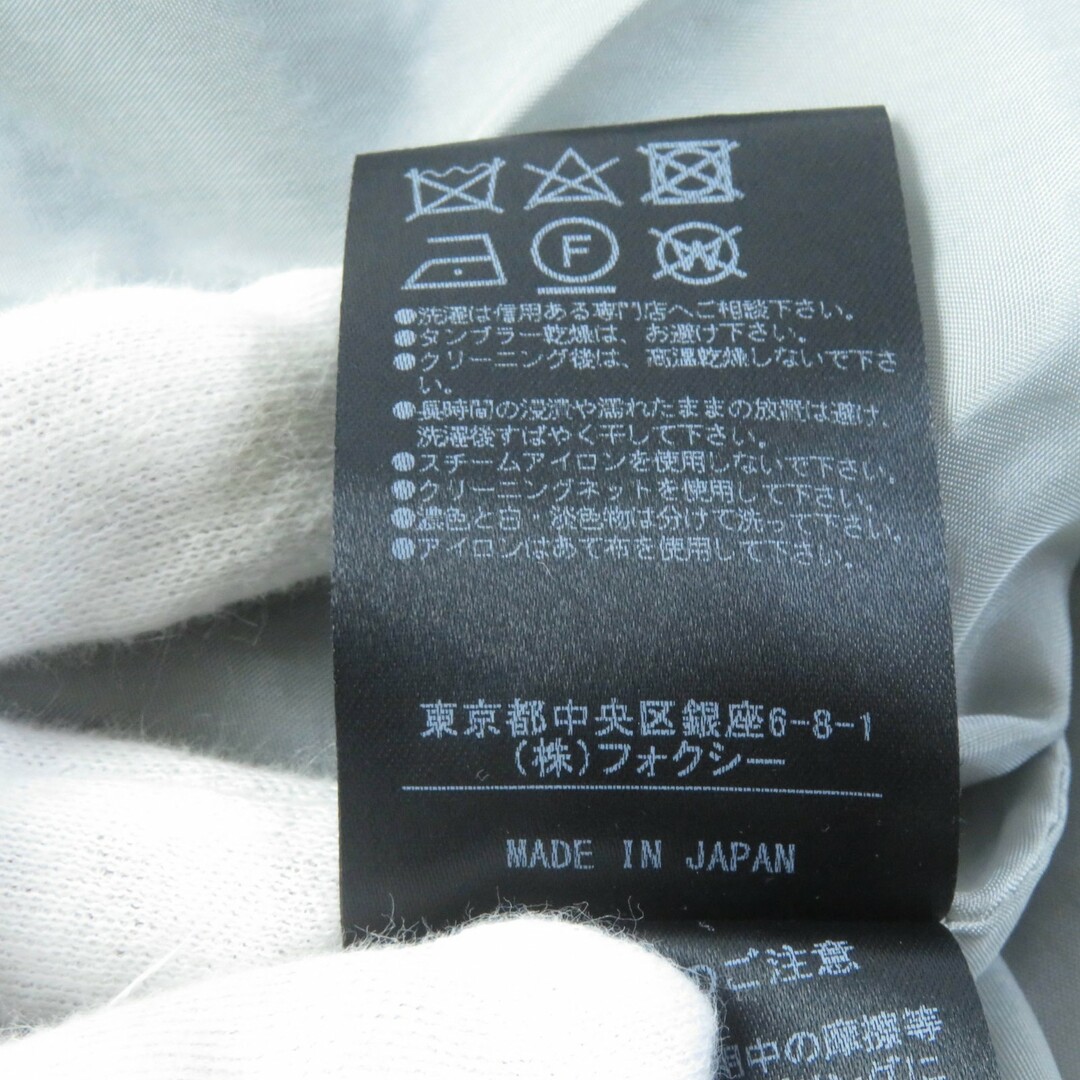 F
W
●洗濯は信用ある専門店へご相談下さい。
●タンブラー乾燥は、お避け下さい。
●クリーニング後は、高温乾燥しないで下さ
い。
●長時間の浸漬や濡れたままの放置は避け、
洗濯後すばやく干して下さい。
●スチームアイロンを使用しないで下さい。
●クリーニングネットを使用して下さい。
●濃色と白・淡色物は分けて洗って下さい。
●アイロンはあて布を使用して下さい。
東京都中央区銀座6-8-1
(株)フォクシー
MADE IN JAPAN
のご注意
用中の摩擦等